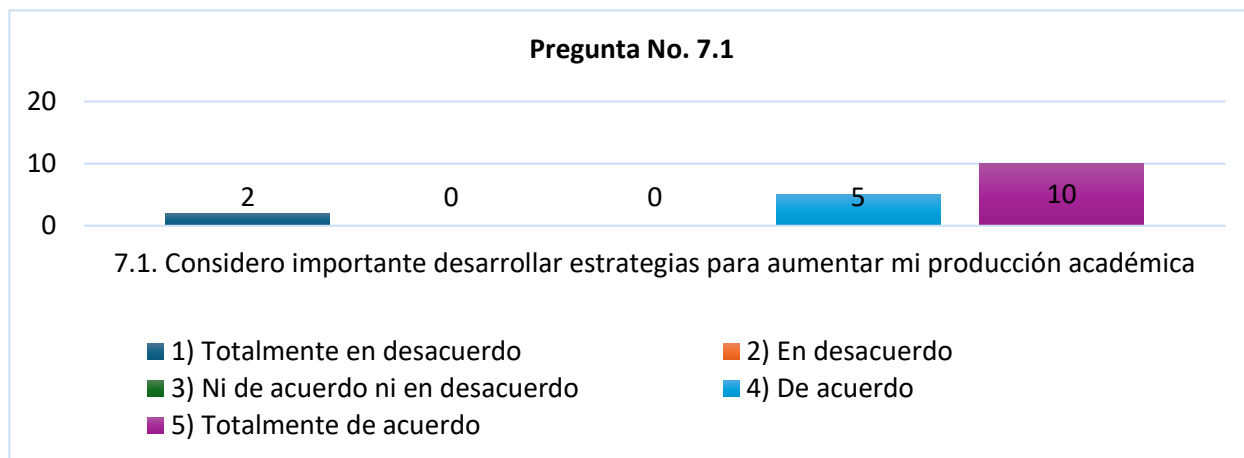 Pregunta No. 7.1
20
10
0
2
0
0
5
10
7.1. Considero importante desarrollar estrategias para aumentar mi producción académica
1) Totalmente en desacuerdo
2) En desacuerdo
3) Ni de acuerdo ni en desacuerdo
4) De acuerdo
5) Totalmente de acuerdo